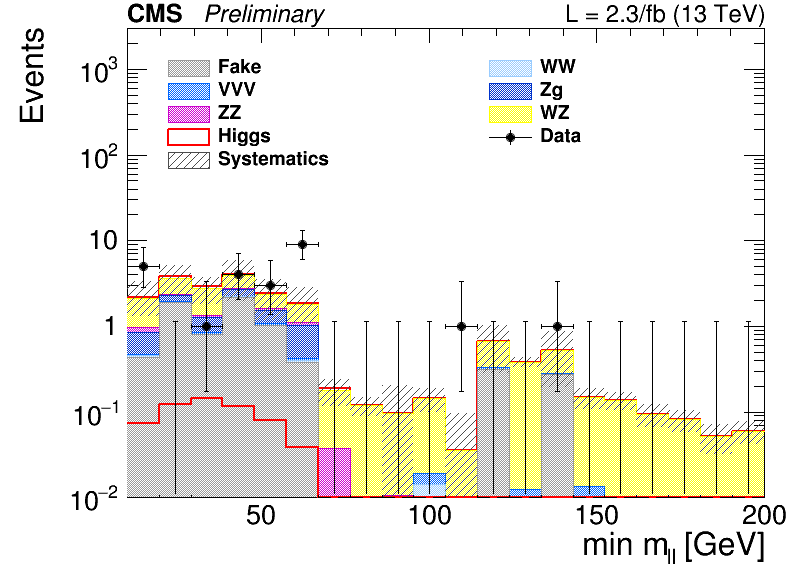 CMS Preliminary L = 2.3/fb (13 TeV)
Events
Fake
VVV
ZZ
Higgs
Systematics
WW
Zg
WZ
Data
10³
10²
10
1
10⁻¹
10⁻²
50 100 150 200
min m_ll [GeV]